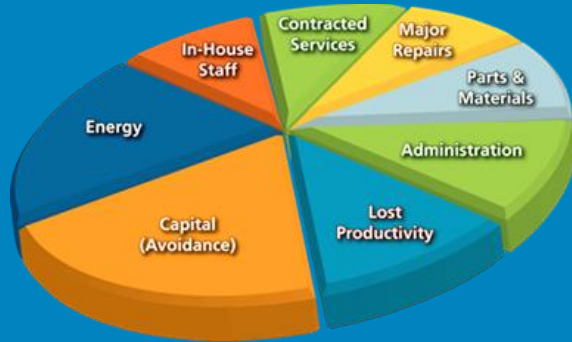 Contracted
Services
Major
Repairs
In-House
Staff
Parts &
Materials
Energy
Administration
Capital
(Avoidance)
Lost
Productivity